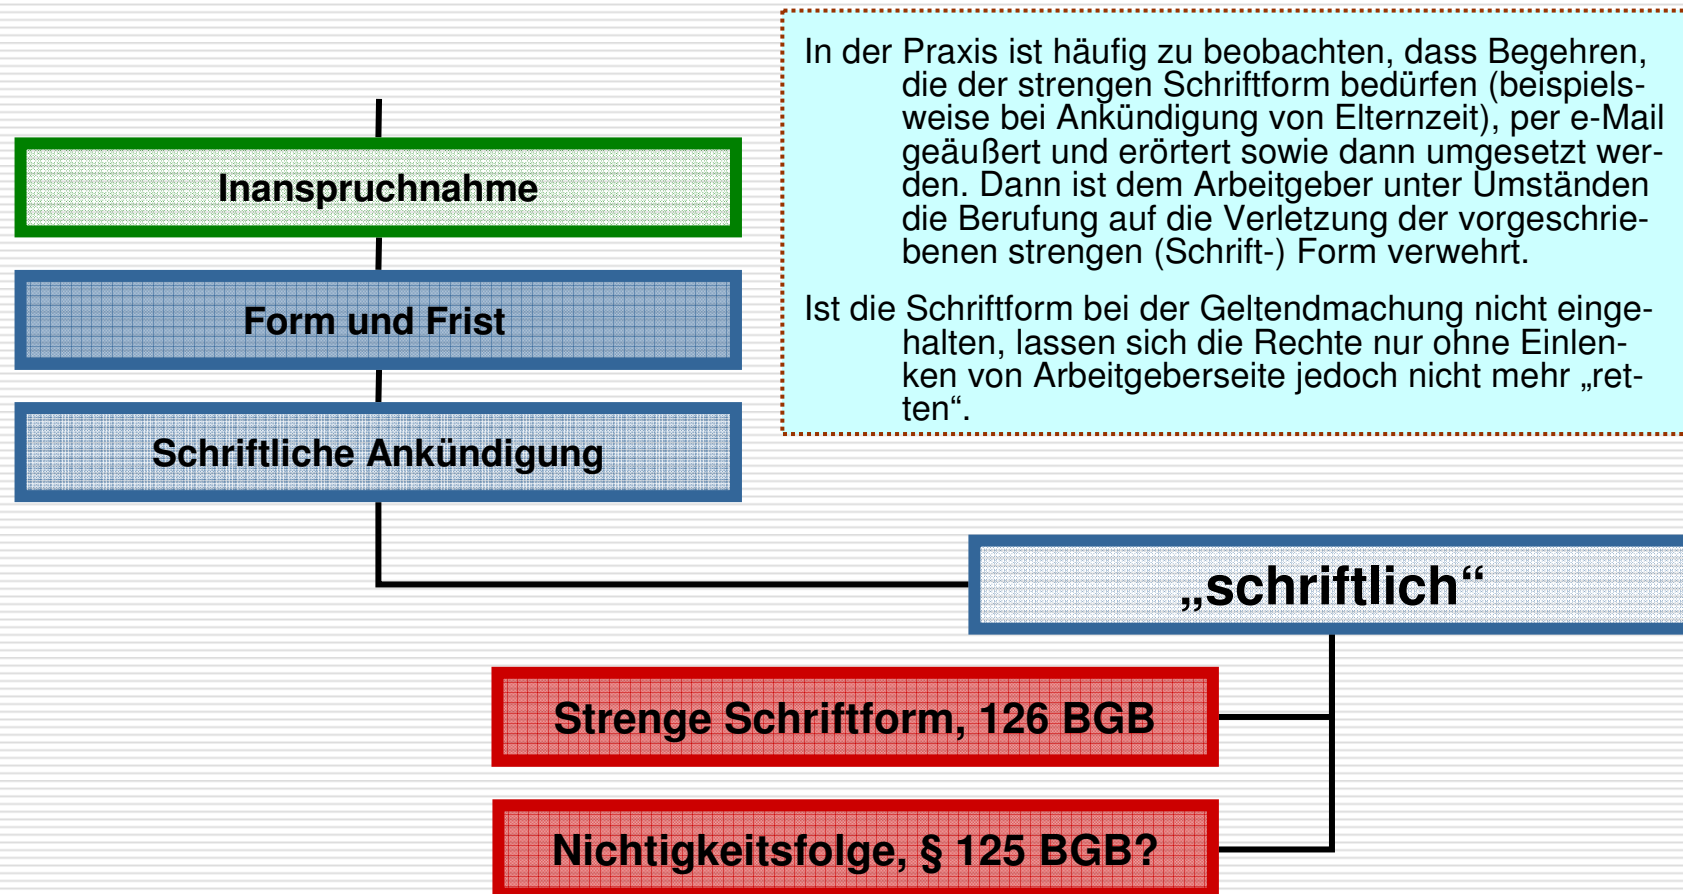 In der Praxis ist häufig zu beobachten, dass Begehren,
die der strengen Schriftform bedürfen (beispiels-
weise bei Ankündigung von Elternzeit), per e-Mail
geäußert und erörtert sowie dann umgesetzt wer-
den. Dann ist dem Arbeitgeber unter Umständen
die Berufung auf die Verletzung der vorgeschrie-
benen strengen (Schrift-) Form verwehrt.
Ist die Schriftform bei der Geltendmachung nicht einge-
halten, lassen sich die Rechte nur ohne Einlen-
ken von Arbeitgeberseite jedoch nicht mehr „ret-
ten“.
Inanspruchnahme
Form und Frist
Schriftliche Ankündigung
„schriftlich“
Strenge Schriftform, 126 BGB
Nichtigkeitsfolge, § 125 BGB?